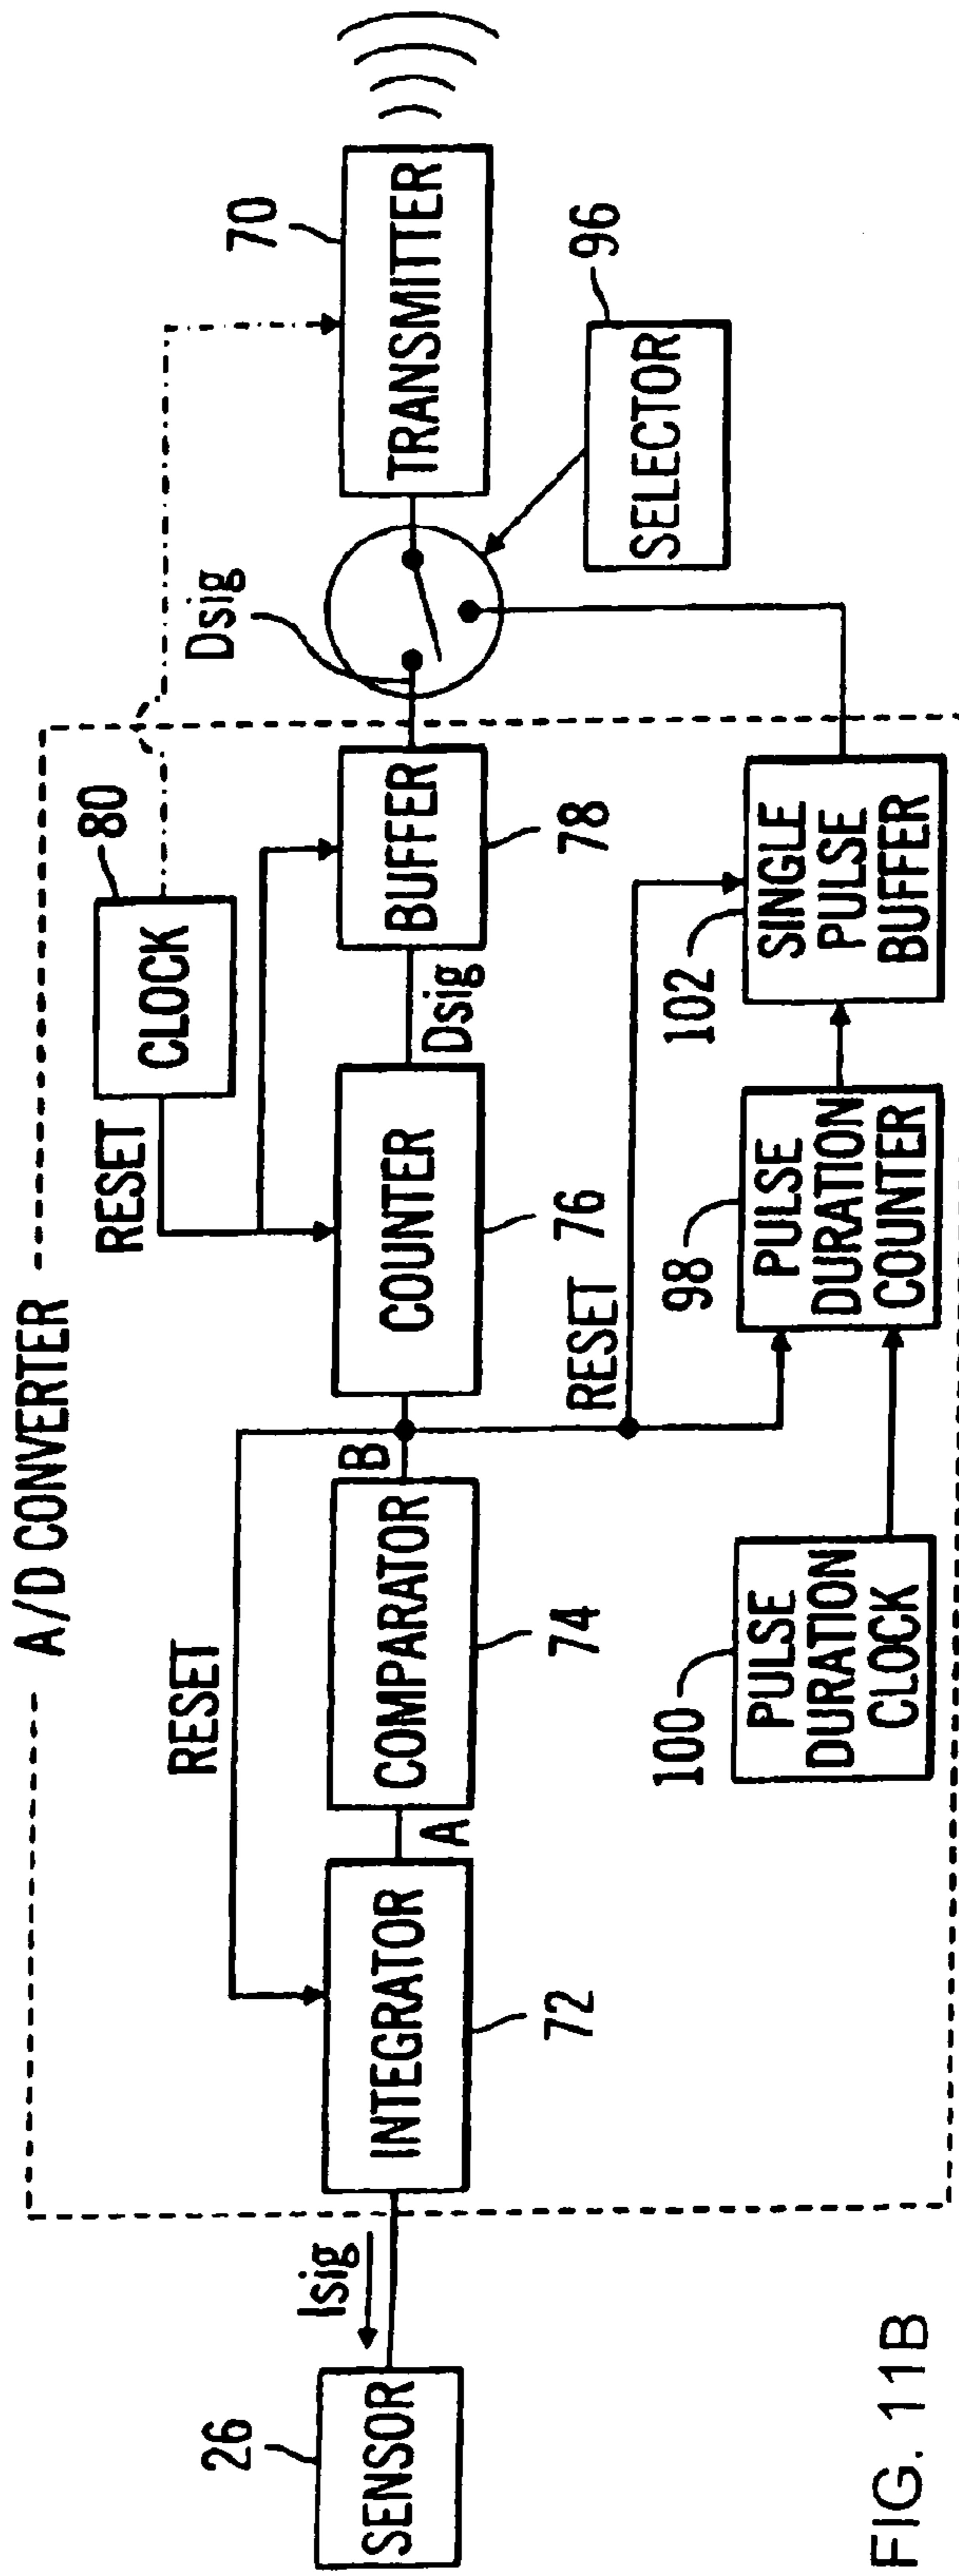 A/D CONVERTER
RESET
CLOCK
80
RESET
26
SENSOR
Isig
INTEGRATOR
72
A
COMPARATOR
74
B
COUNTER
76
Dsig
BUFFER
78
Dsig
TRANSMITTER
70
SELECTOR
96
RESET
100
PULSE
DURATION
CLOCK
98
PULSE
DURATION
COUNTER
102
SINGLE
PULSE
BUFFER
FIG. 11B